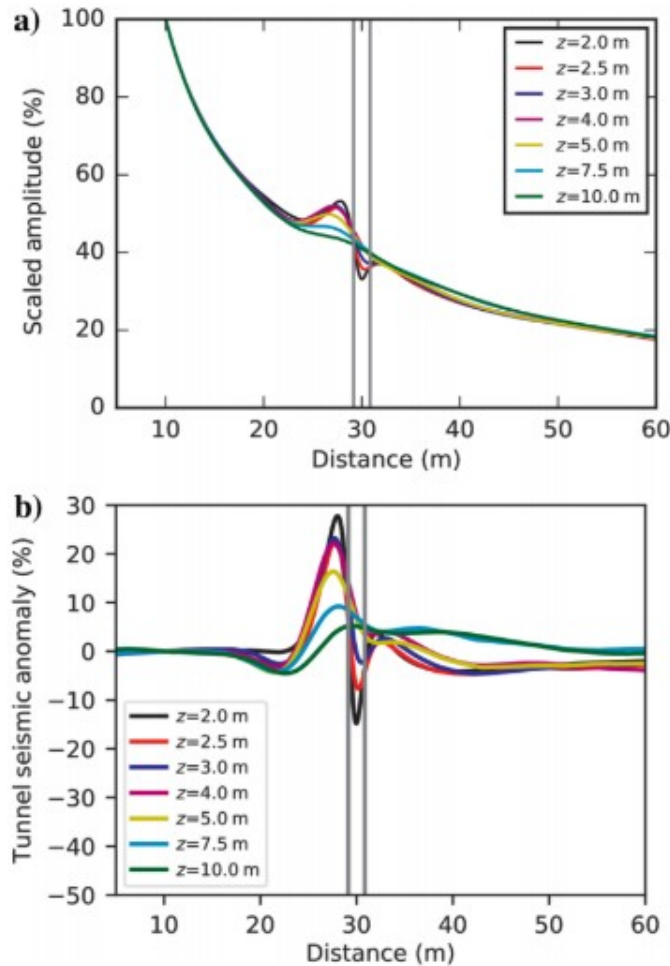 a)
100
80
60
40
20
0
Scaled amplitude (%)
z=2.0 m
z=2.5 m
z=3.0 m
z=4.0 m
z=5.0 m
z=7.5 m
z=10.0 m
10 20 30 40 50 60
Distance (m)
b)
30
20
10
0
−10
−20
−30
−40
−50
Tunnel seismic anomaly (%)
z=2.0 m
z=2.5 m
z=3.0 m
z=4.0 m
z=5.0 m
z=7.5 m
z=10.0 m
10 20 30 40 50 60
Distance (m)